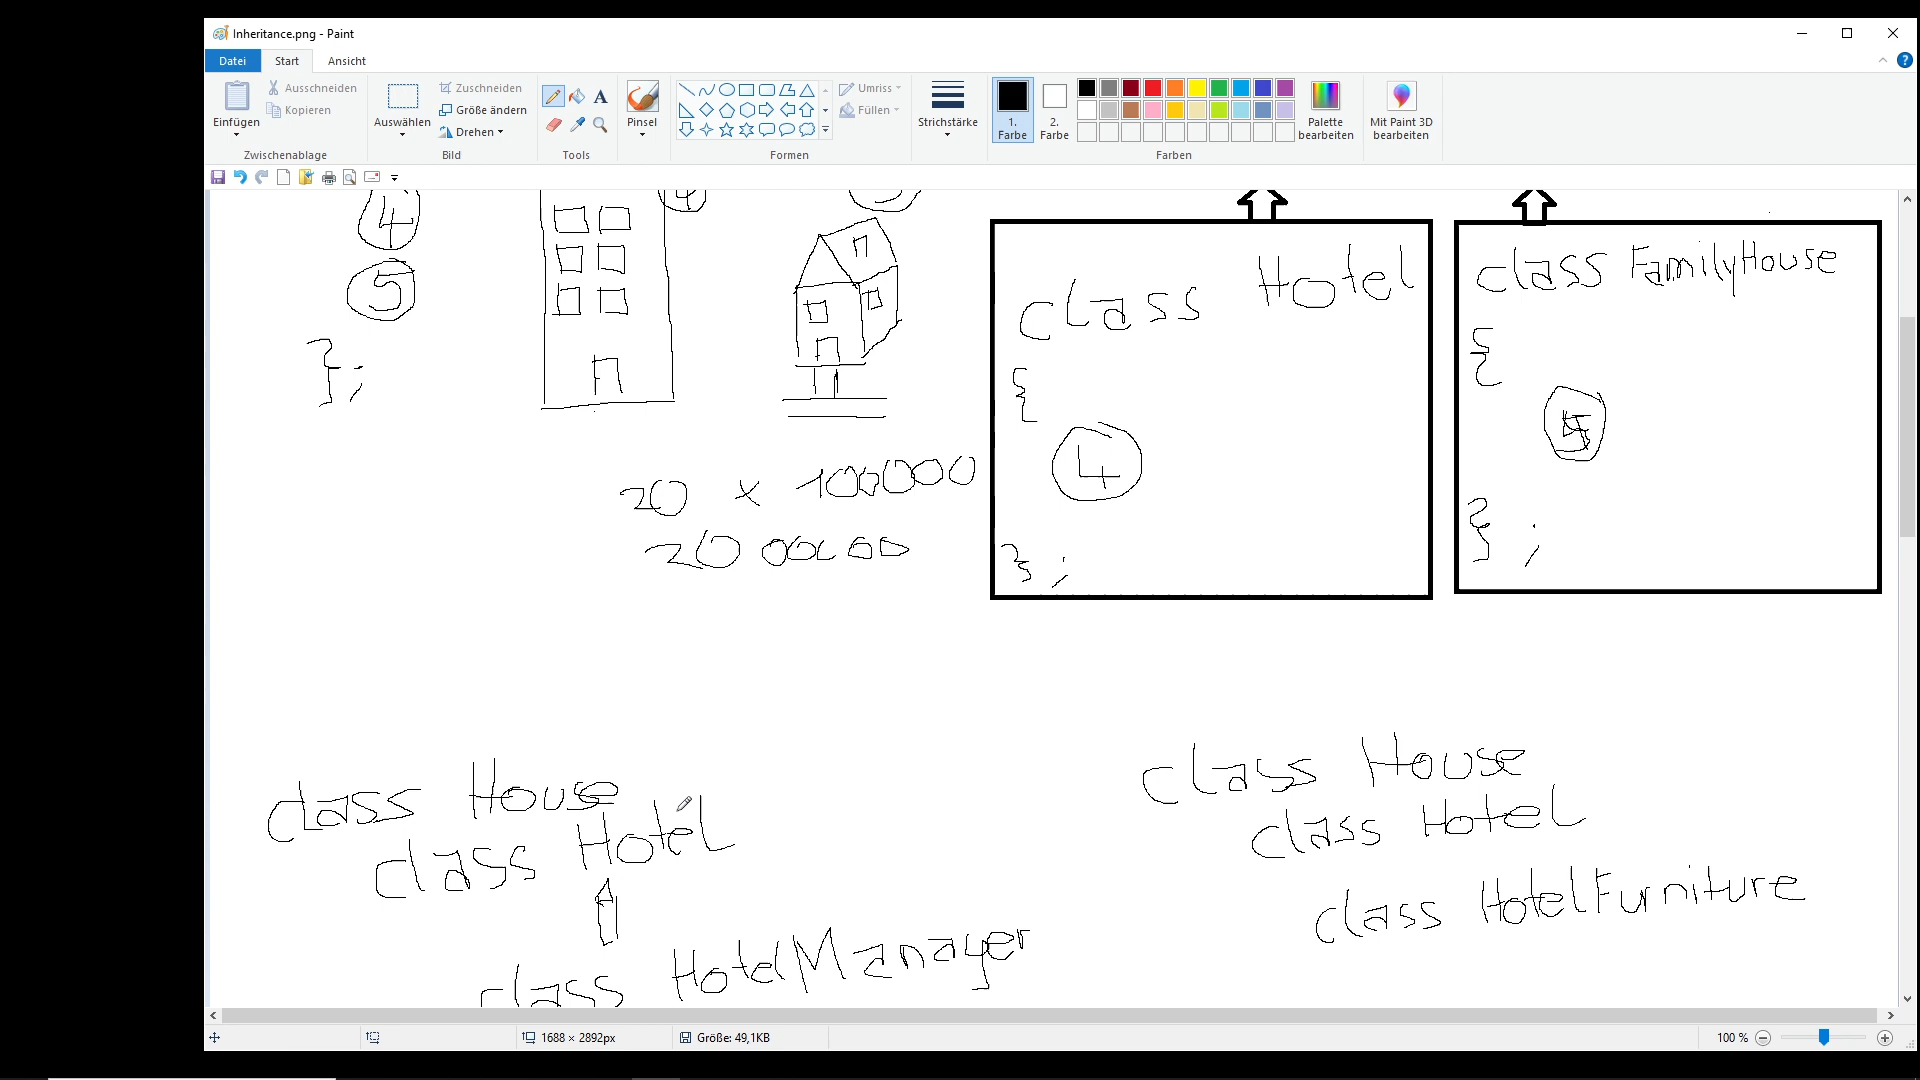 Inheritance.png - Paint
Datei Start Ansicht
Einfügen
Ausschneiden
Kopieren
Zwischenablage
Auswählen
Zuschneiden
Größe ändern
Drehen
Bild
A
Tools
Pinsel
Umriss
Füllen
Formen
Strichstärke
1.
Farbe
2.
Farbe
Palette
bearbeiten
Farben
Mit Paint 3D
bearbeiten
?
4
5
};
20 x 100000
20 00000
class Hotel
{
4
};
class FamilyHouse
{
5
};
class House
class Hotel
class HotelManager
class House
class Hotel
class HotelFurniture
1688 × 2892px
Größe: 49,1KB
100 %